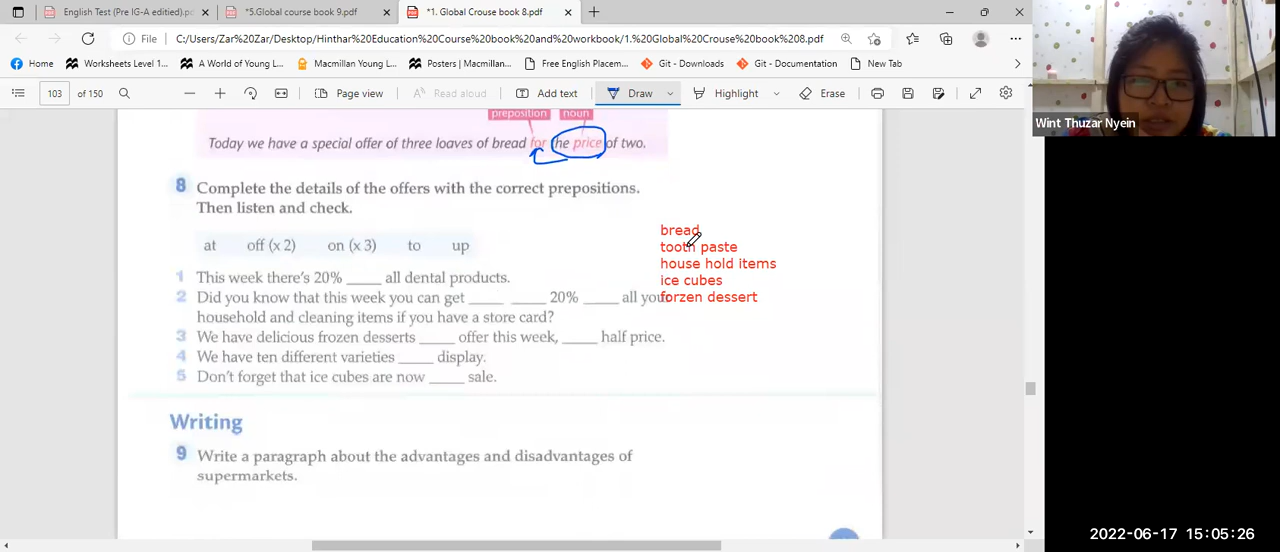 English Test (Pre IG-A editied).pdf
*5.Global course book 9.pdf
*1. Global Crouse book 8.pdf
File
C:/Users/Zar%20Zar/Desktop/Hinthar%20Education%20Course%20book%20and%20workbook/1.%20Global%20Crouse%20book%208.pdf
Home
Worksheets Level 1...
A World of Young L...
Macmillan Young L...
Posters | Macmillan...
Free English Placem...
Git - Downloads
Git - Documentation
New Tab
103 of 150
Page view
Read aloud
Add text
Draw
Highlight
Erase
Wint Thuzar Nyein
preposition noun
Today we have a special offer of three loaves of bread for the price of two.
8 Complete the details of the offers with the correct prepositions.
Then listen and check.
at off (x 2) on (x 3) to up
bread
tooth paste
house hold items
ice cubes
forzen dessert
1 This week there's 20% ____ all dental products.
2 Did you know that this week you can get ____ ____ 20% ____ all your
household and cleaning items if you have a store card?
3 We have delicious frozen desserts ____ offer this week, ____ half price.
4 We have ten different varieties ____ display.
5 Don't forget that ice cubes are now ____ sale.
Writing
9 Write a paragraph about the advantages and disadvantages of
supermarkets.
2022-06-17 15:05:26